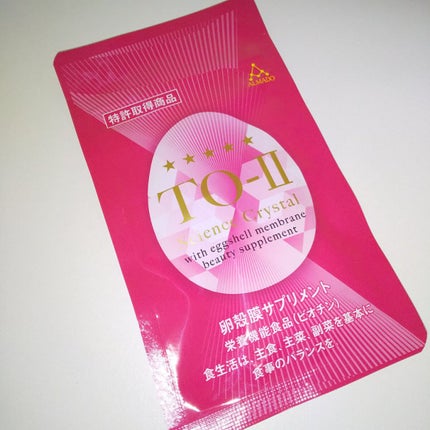 ALMADO
特許取得商品
TO-II
Science Crystal
with eggshell membrane
beauty supplement
卵殻膜サプリメント
栄養機能食品(ビオチン)
食生活は、主食、主菜、副菜を基本に
食事のバランスを